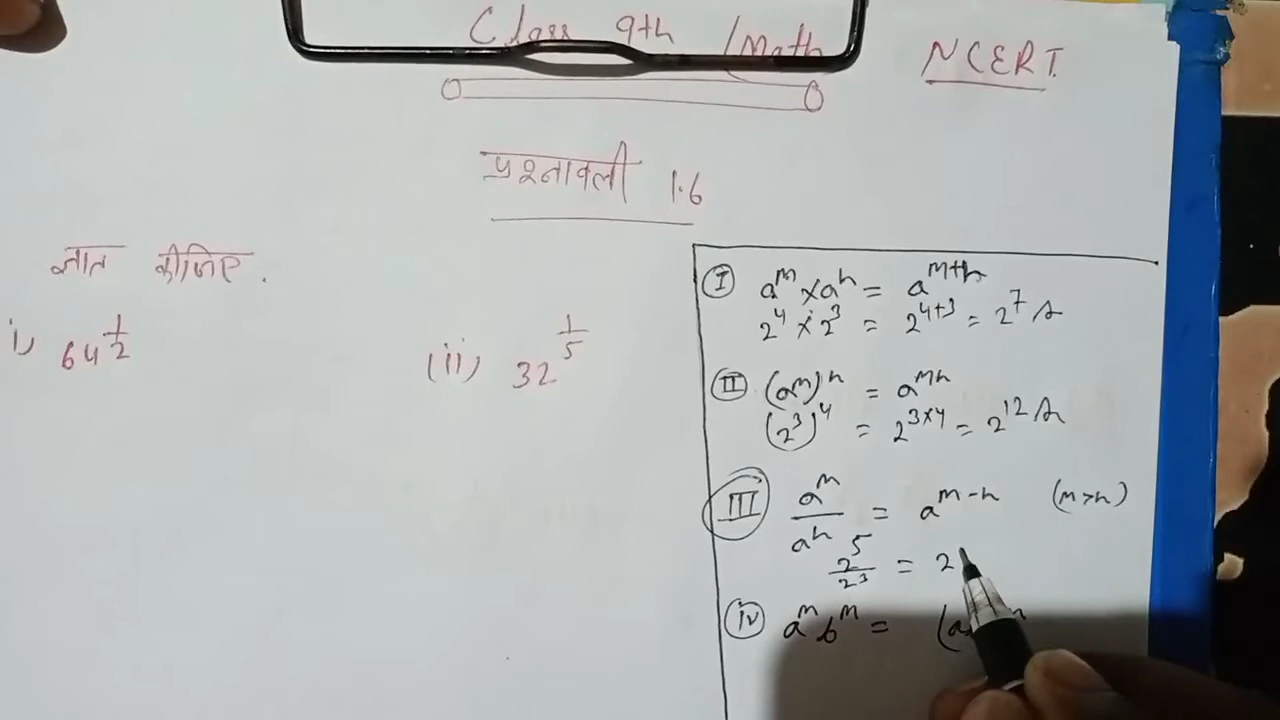 Class 9th / Math
NCERT
प्रश्नावली 1.6
ज्ञात कीजिए.
i) 64^{1/2}
(ii) 32^{1/5}
I a^m × a^n = a^{m+n}
2^4 × 2^3 = 2^{4+3} = 2^7
II (a^m)^n = a^{mn}
(2^3)^4 = 2^{3×4} = 2^{12}
III a^m/a^n = a^{m-n} (m>n)
2^5/2^3 = 2
iv a^m b^m = (a